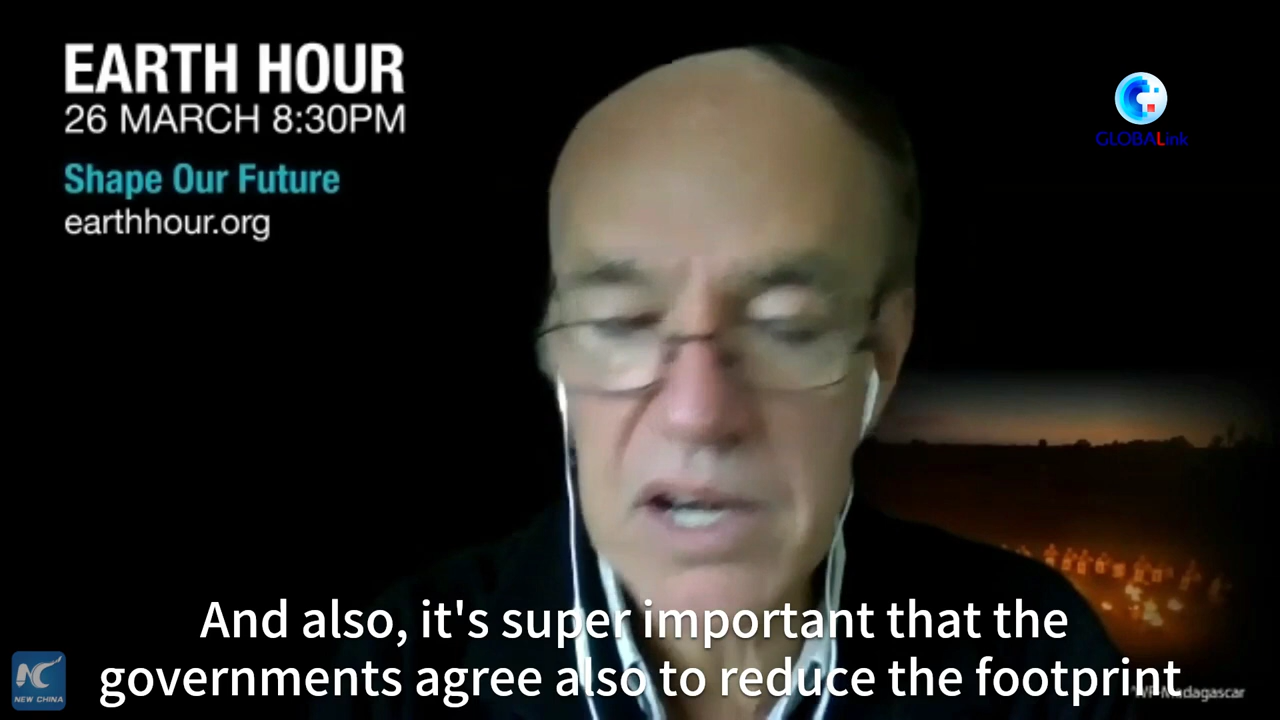 EARTH HOUR
26 MARCH 8:30PM
Shape Our Future
earthhour.org
GLOBALink
And also, it's super important that the
governments agree also to reduce the footprint
NEW CHINA
Madagascar